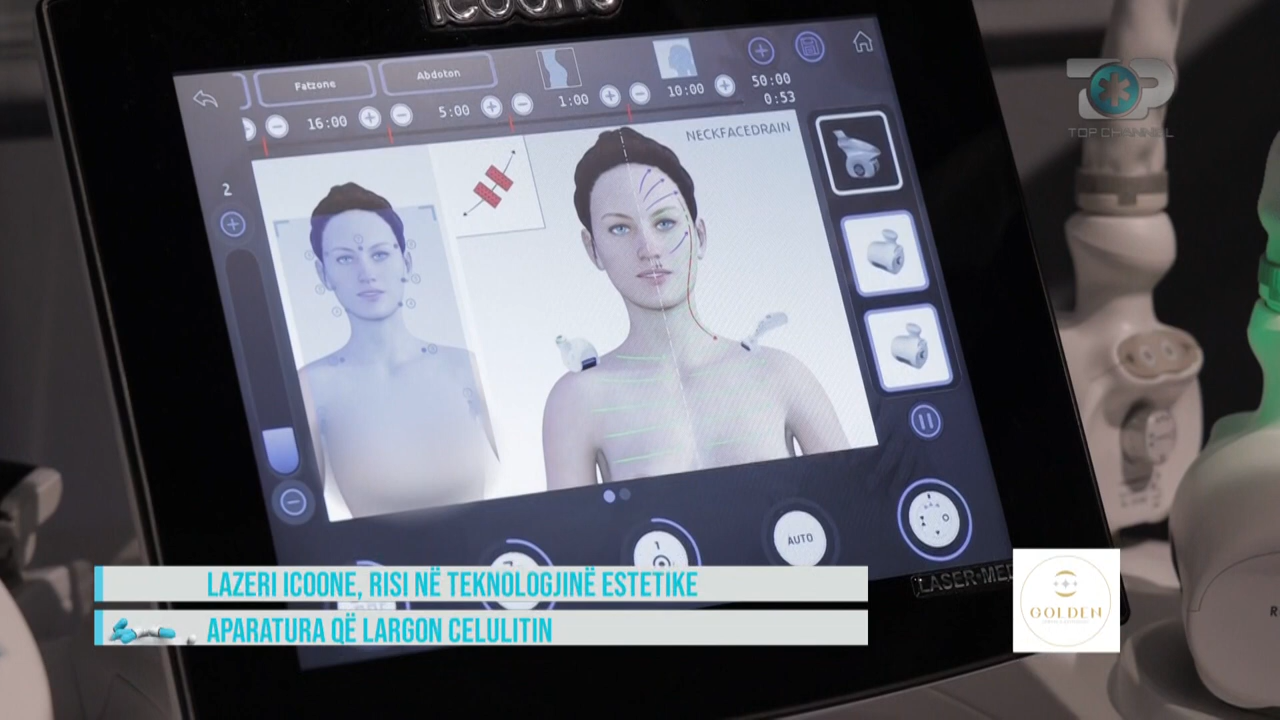 icoone
Fatzone
Abdoton
16:00
5:00
1:00
10:00
50:00
0:53
NECKFACEDRAIN
2
TOP CHANNEL
1
AUTO
LASER·MED
LAZERI ICOONE, RISI NË TEKNOLOGJINË ESTETIKE
APARATURA QË LARGON CELULITIN
GOLDEN
R